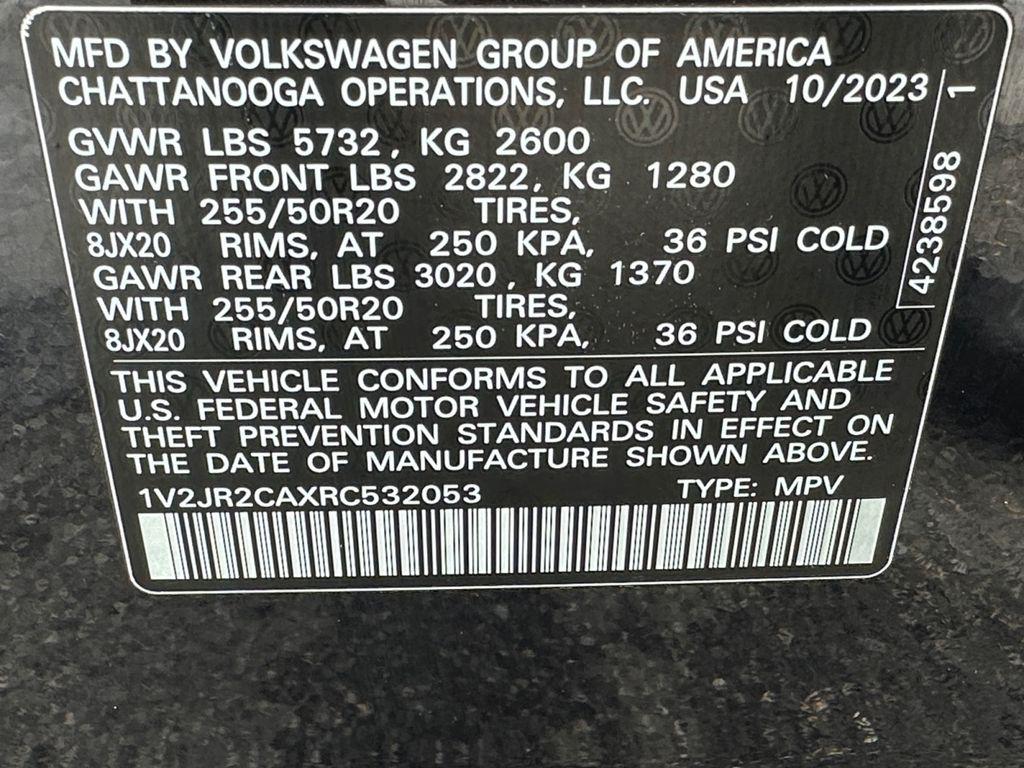 MFD BY VOLKSWAGEN GROUP OF AMERICA
CHATTANOOGA OPERATIONS, LLC. USA 10/2023
GVWR LBS 5732, KG 2600
GAWR FRONT LBS 2822, KG 1280
WITH 255/50R20 TIRES,
8JX20 RIMS, AT 250 KPA, 36 PSI COLD
GAWR REAR LBS 3020, KG 1370
WITH 255/50R20 TIRES,
8JX20 RIMS, AT 250 KPA, 36 PSI COLD
42385981 1
THIS VEHICLE CONFORMS TO ALL APPLICABLE
U.S. FEDERAL MOTOR VEHICLE SAFETY AND
THEFT PREVENTION STANDARDS IN EFFECT ON
THE DATE OF MANUFACTURE SHOWN ABOVE.
1V2JR2CAXRC532053 TYPE: MPV